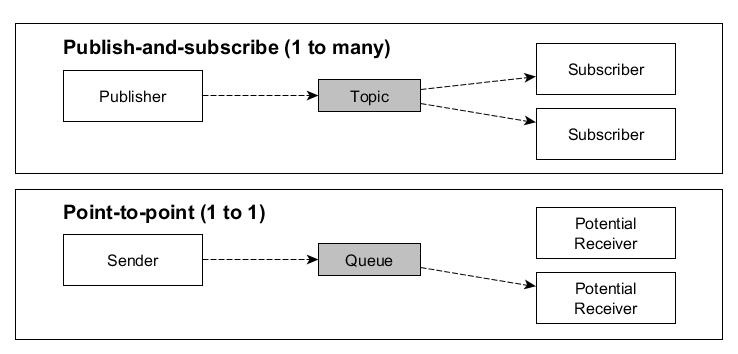 Publish-and-subscribe (1 to many)
Publisher
Topic
Subscriber
Subscriber
Point-to-point (1 to 1)
Sender
Queue
Potential
Receiver
Potential
Receiver